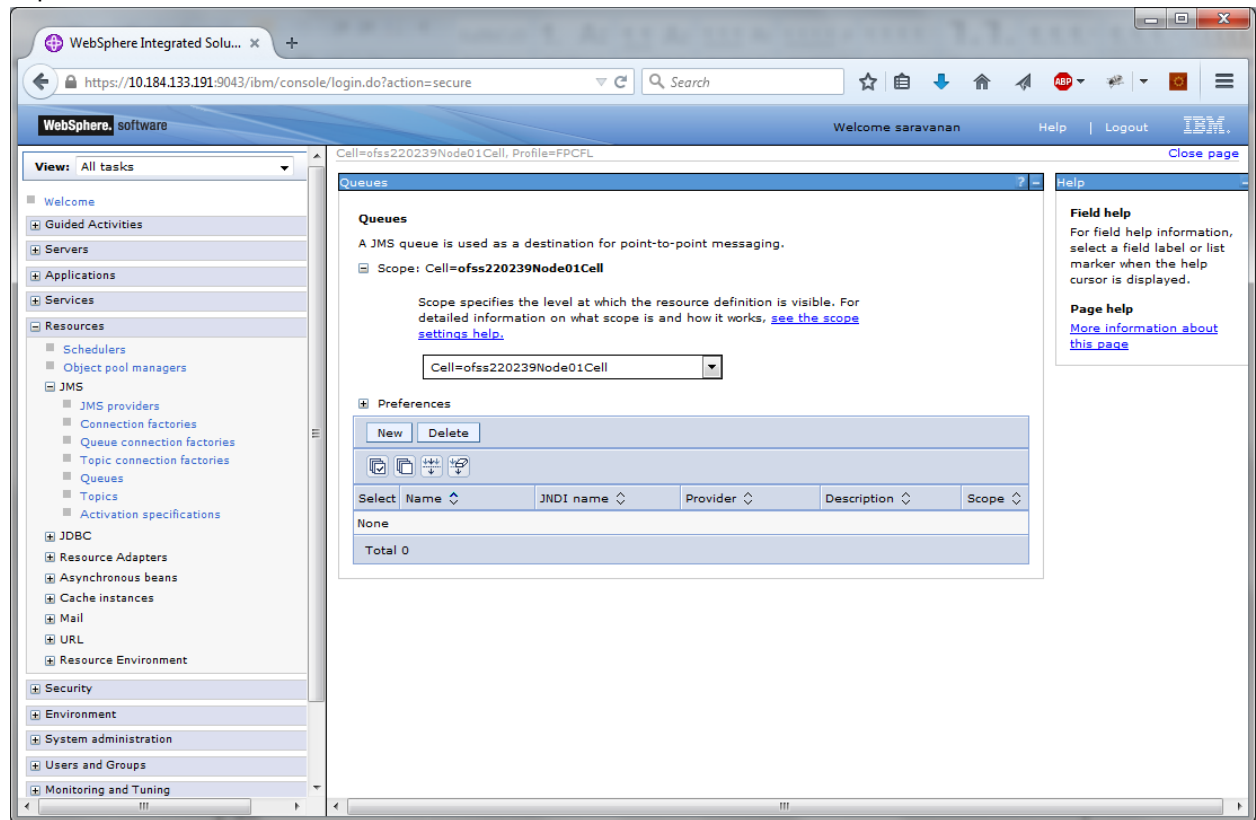 WebSphere Integrated Solu...
https://10.184.133.191:9043/ibm/console/login.do?action=secure
Search
ABP
WebSphere. software
Welcome saravanan
Help | Logout
IBM.
View: All tasks
Welcome
Guided Activities
Servers
Applications
Services
Resources
Schedulers
Object pool managers
JMS
JMS providers
Connection factories
Queue connection factories
Topic connection factories
Queues
Topics
Activation specifications
JDBC
Resource Adapters
Asynchronous beans
Cache instances
Mail
URL
Resource Environment
Security
Environment
System administration
Users and Groups
Monitoring and Tuning
Cell=ofss220239Node01Cell, Profile=FPCFL
Close page
Queues
? –
Queues
A JMS queue is used as a destination for point-to-point messaging.
Scope: Cell=ofss220239Node01Cell
Scope specifies the level at which the resource definition is visible. For
detailed information on what scope is and how it works, see the scope
settings help.
Cell=ofss220239Node01Cell
Preferences
New Delete
Select Name JNDI name Provider Description Scope
None
Total 0
Help
Field help
For field help information,
select a field label or list
marker when the help
cursor is displayed.
Page help
More information about
this page